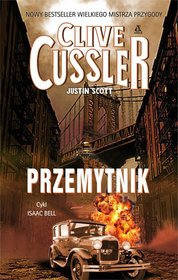 NOWY BESTSELLER WIELKIEGO MISTRZA PRZYGODY
CLIVE
CUSSLER
JUSTIN SCOTT
PRZEMYTNIK
Cykl
ISAAC BELL